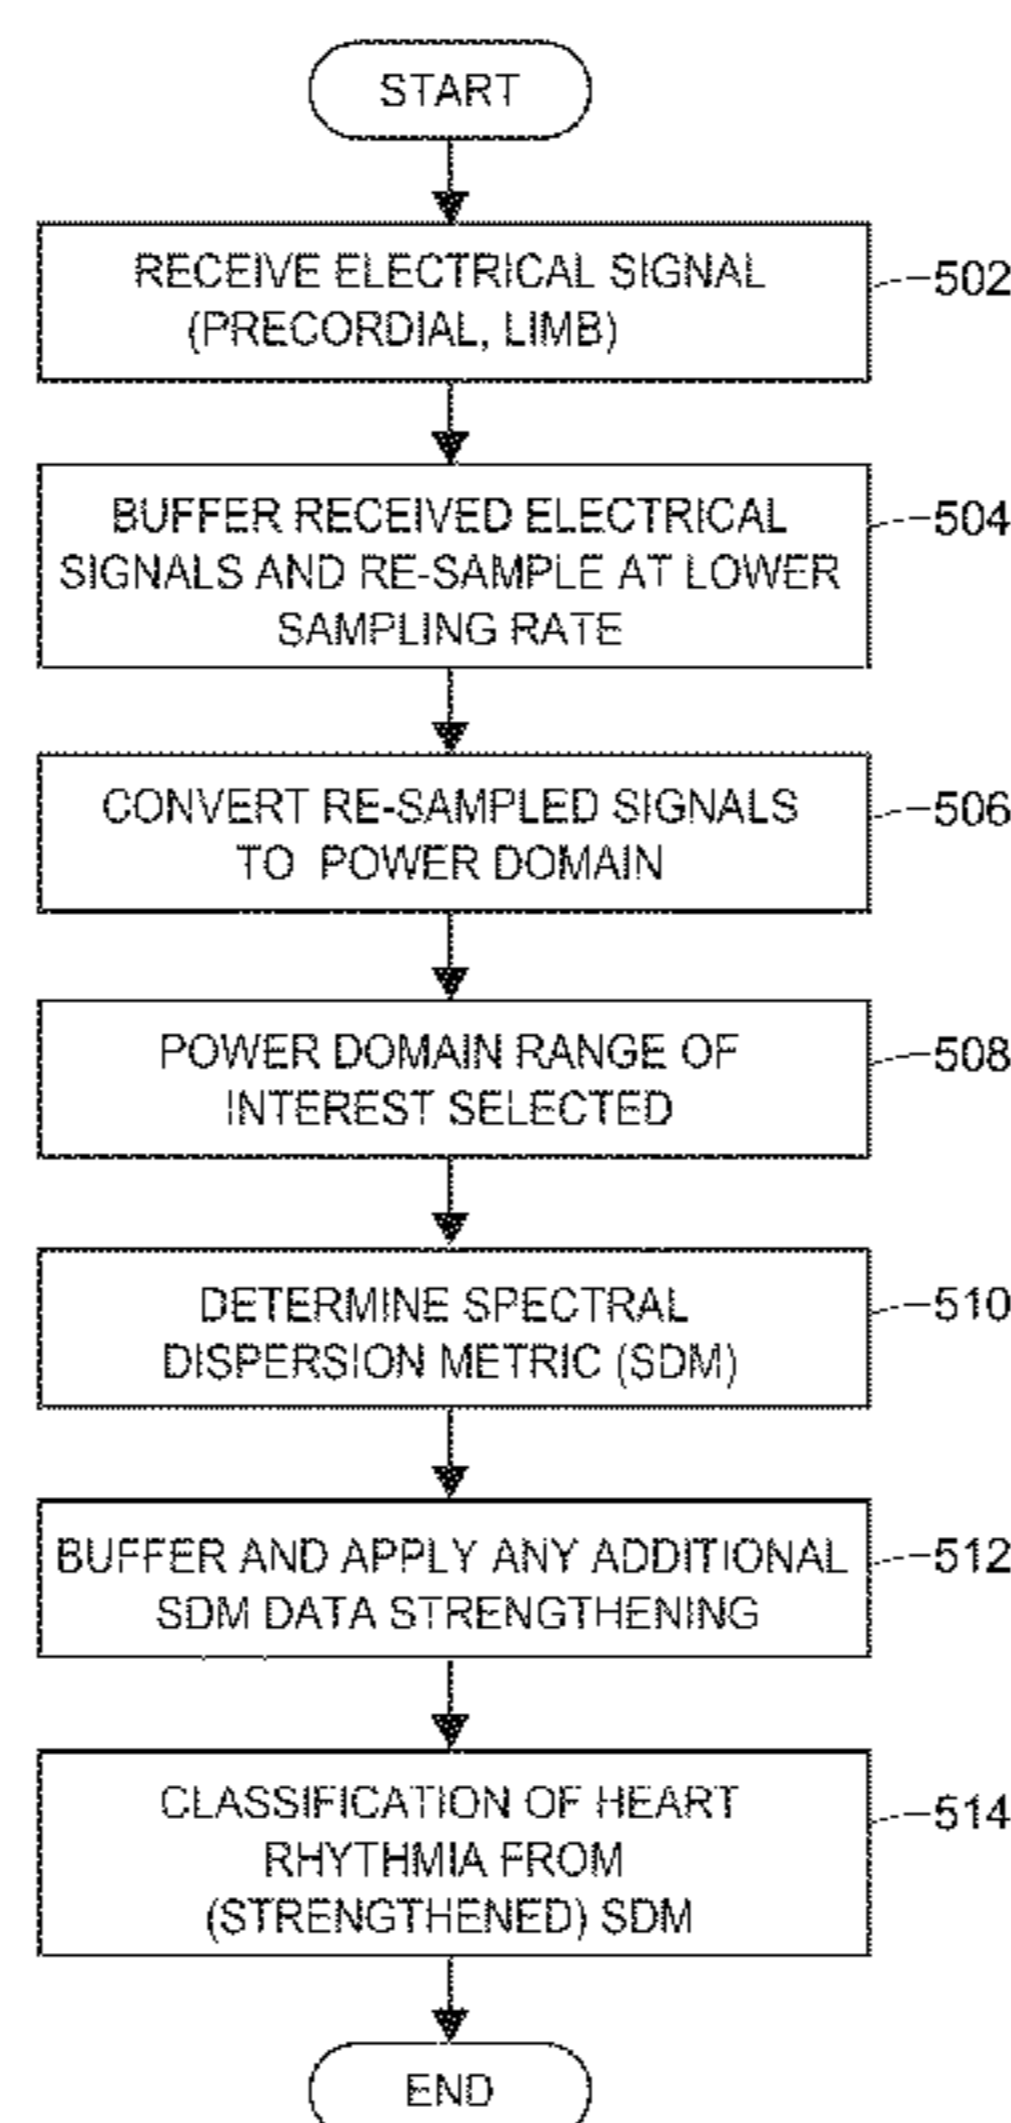 START
RECEIVE ELECTRICAL SIGNAL
(PRECORDIAL, LIMB)
502
BUFFER RECEIVED ELECTRICAL
SIGNALS AND RE-SAMPLE AT LOWER
SAMPLING RATE
504
CONVERT RE-SAMPLED SIGNALS
TO POWER DOMAIN
506
POWER DOMAIN RANGE OF
INTEREST SELECTED
508
DETERMINE SPECTRAL
DISPERSION METRIC (SDM)
510
BUFFER AND APPLY ANY ADDITIONAL
SDM DATA STRENGTHENING
512
CLASSIFICATION OF HEART
RHYTHMIA FROM
(STRENGTHENED) SDM
514
END